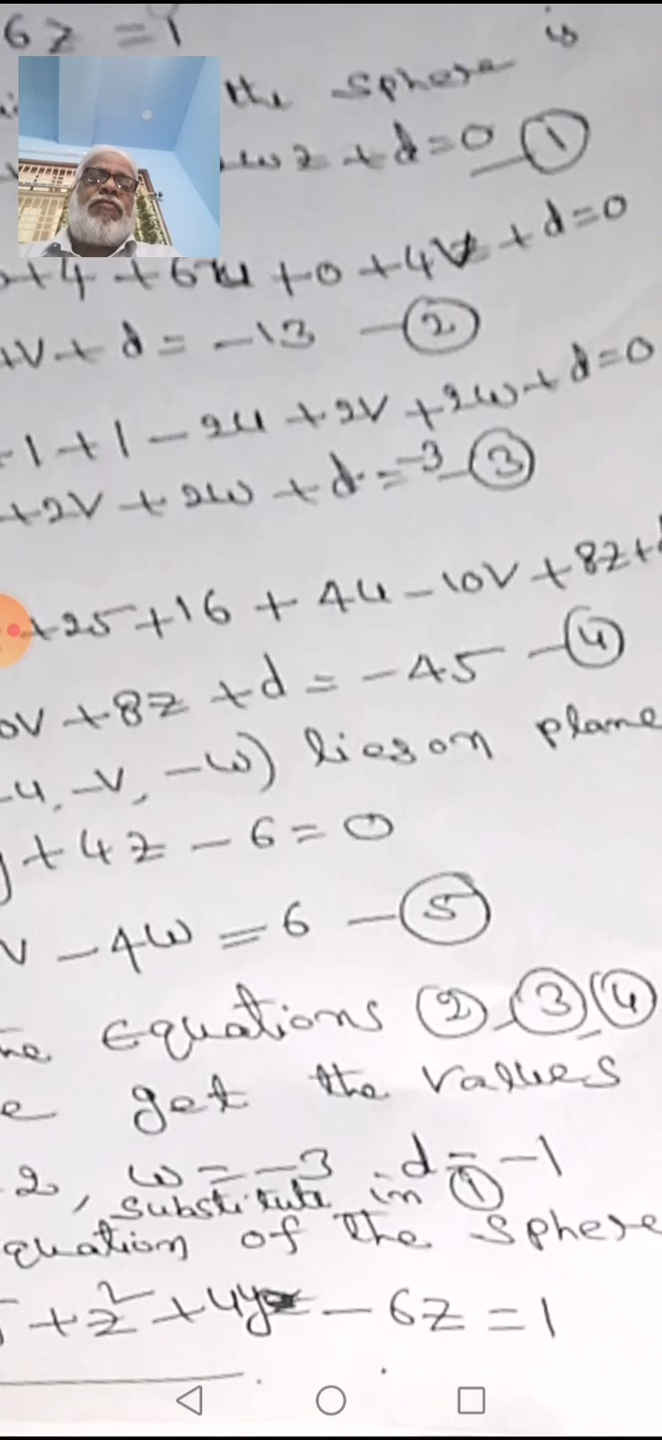 6z = 1
is
the sphere
wz + d=0 — ①
+4 + 6u +0 +4v + d=0
v + d = -13 — ②
-1 +1 - 2u + 2v + 2w + d=0
+2v + 2w + d = -3 — ③
+25 +16 + 4u - 10v + 8z +
0v + 8z + d = -45 — ④
-u, -v, -w) lies on plane
y + 4z - 6 = 0
v - 4w = 6 — ⑤
Equations ② ③ ④
get the values
2, w = -3 d = -1
substitute in ①
quation of the sphere
+ z² + 4y - 6z = 1